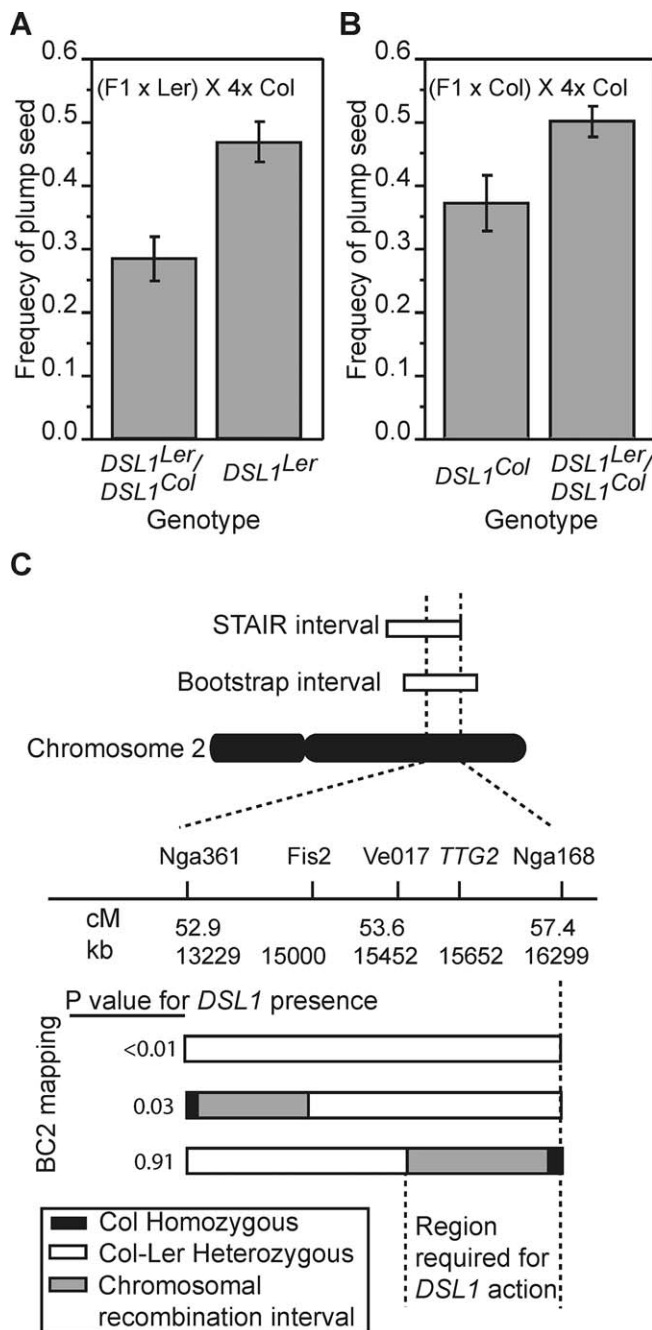 A
Frequecy of plump seed
0.6
0.5
0.4
0.3
0.2
0.1
0.0
(F1 x Ler) X 4x Col
DSL1Ler/
DSL1Col
DSL1Ler
Genotype
B
Frequecy of plump seed
0.6
0.5
0.4
0.3
0.2
0.1
0.0
(F1 x Col) X 4x Col
DSL1Col
DSL1Ler/
DSL1Col
Genotype
C
STAIR interval
Bootstrap interval
Chromosome 2
Nga361 Fis2 Ve017 TTG2 Nga168
cM 52.9 53.6 57.4
kb 13229 15000 15452 15652 16299
P value for DSL1 presence
BC2 mapping
<0.01
0.03
0.91
Col Homozygous
Col-Ler Heterozygous
Chromosomal
recombination interval
Region
required for
DSL1 action